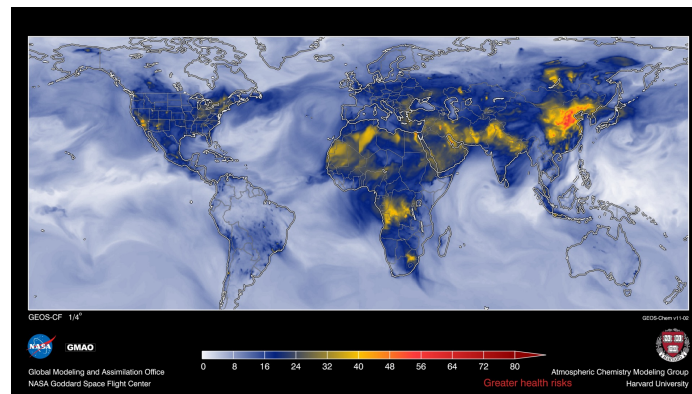 GEOS-CF 1/4°
GEOS-Chem v11-02
NASA
GMAO
0 8 16 24 32 40 48 56 64 72 80
Greater health risks
Global Modeling and Assimilation Office
NASA Goddard Space Flight Center
Atmospheric Chemistry Modeling Group
Harvard University